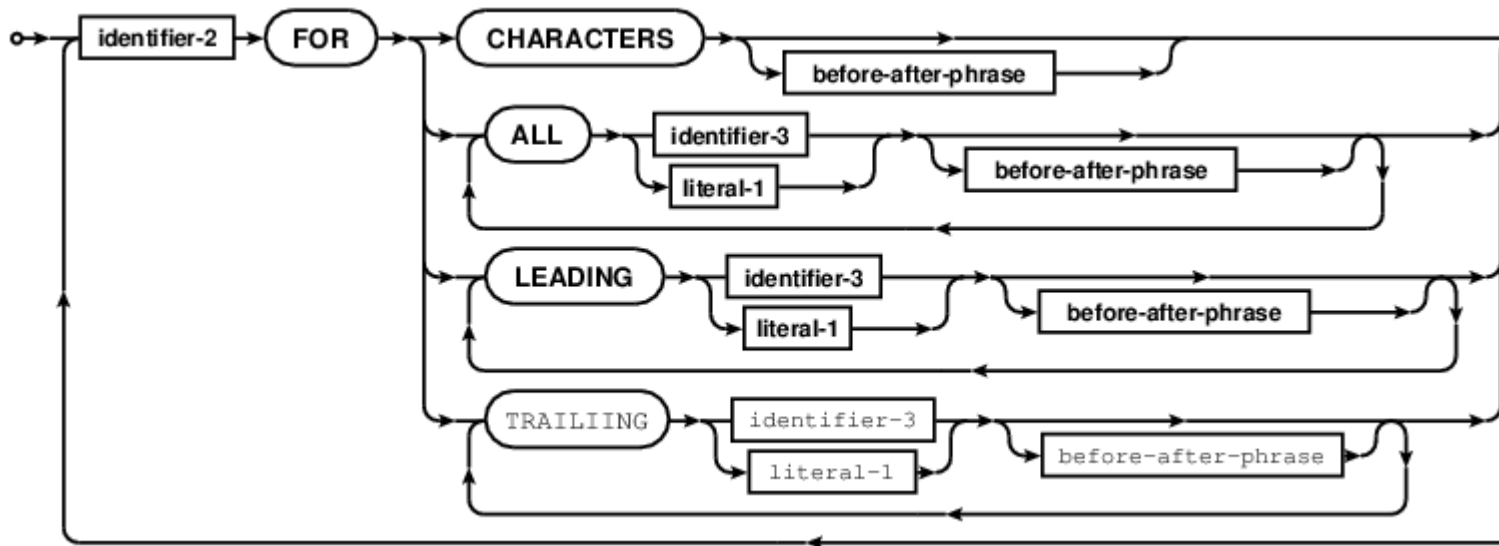 identifier-2 FOR CHARACTERS
before-after-phrase
ALL identifier-3
literal-1 before-after-phrase
LEADING identifier-3
literal-1 before-after-phrase
TRAILIING identifier-3
literal-1 before-after-phrase